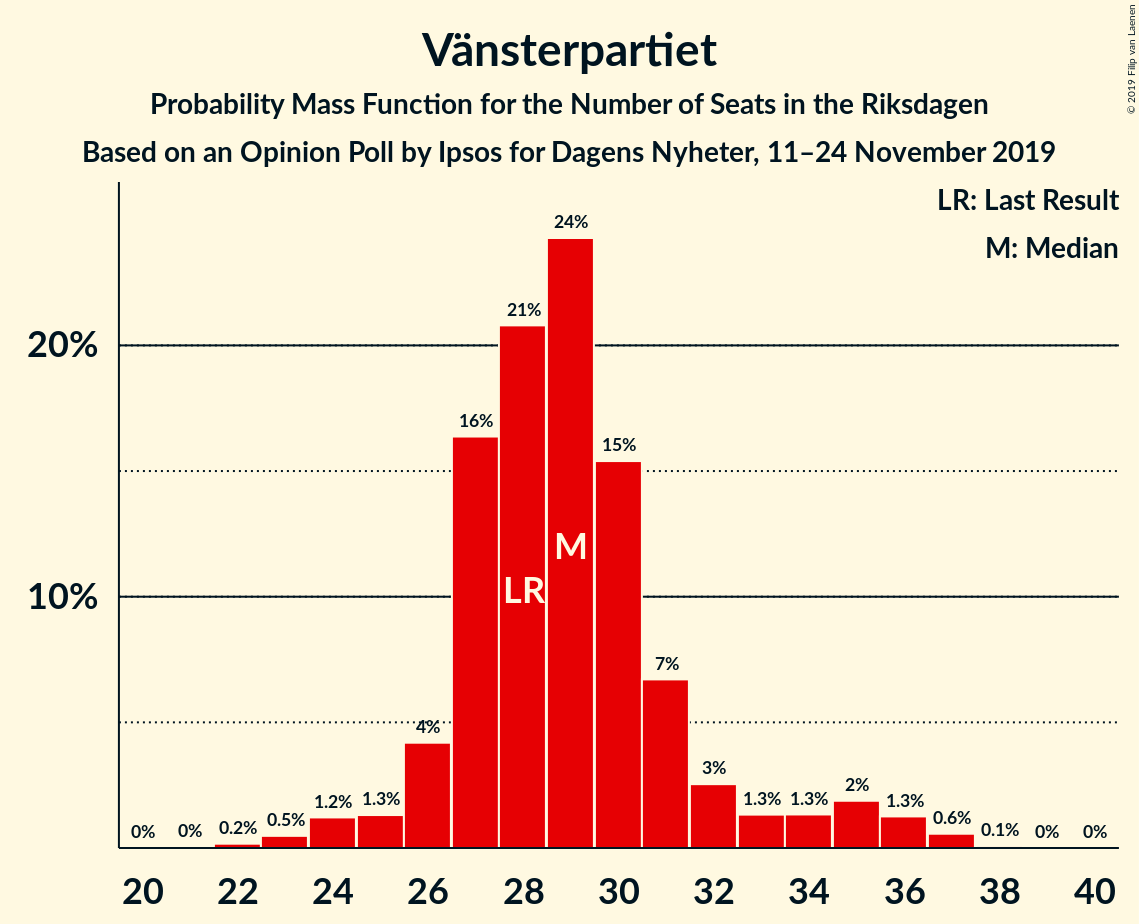 Vänsterpartiet
Probability Mass Function for the Number of Seats in the Riksdagen
Based on an Opinion Poll by Ipsos for Dagens Nyheter, 11–24 November 2019
© 2019 Filip van Laenen
LR: Last Result
M: Median
20%
10%
0%
0%
0.2%
0.5%
1.2%
1.3%
4%
16%
21%
24%
15%
7%
3%
1.3%
1.3%
2%
1.3%
0.6%
0.1%
0%
0%
LR
M
20 22 24 26 28 30 32 34 36 38 40